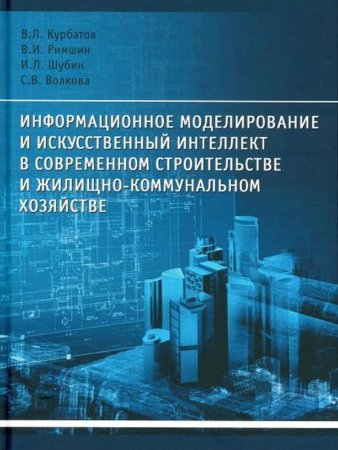 В.Л. Курбатов
В.И. Римшин
И.Л. Шубин
С.В. Волкова
ИНФОРМАЦИОННОЕ МОДЕЛИРОВАНИЕ
И ИСКУССТВЕННЫЙ ИНТЕЛЛЕКТ
В СОВРЕМЕННОМ СТРОИТЕЛЬСТВЕ
И ЖИЛИЩНО-КОММУНАЛЬНОМ
ХОЗЯЙСТВЕ